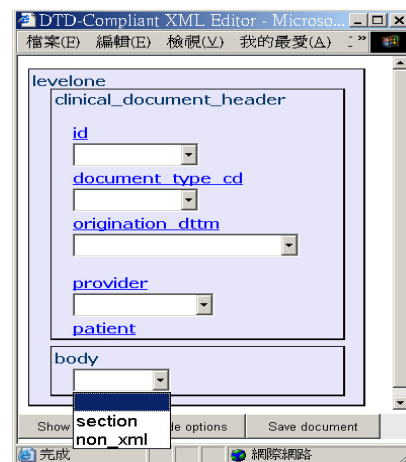 DTD-Compliant XML Editor - Microso...
檔案(F) 編輯(E) 檢視(V) 我的最愛(A) »
levelone
clinical_document_header
id
document_type_cd
origination_dttm
provider
patient
body
section
non_xml
Show de options Save document
完成 網際網路